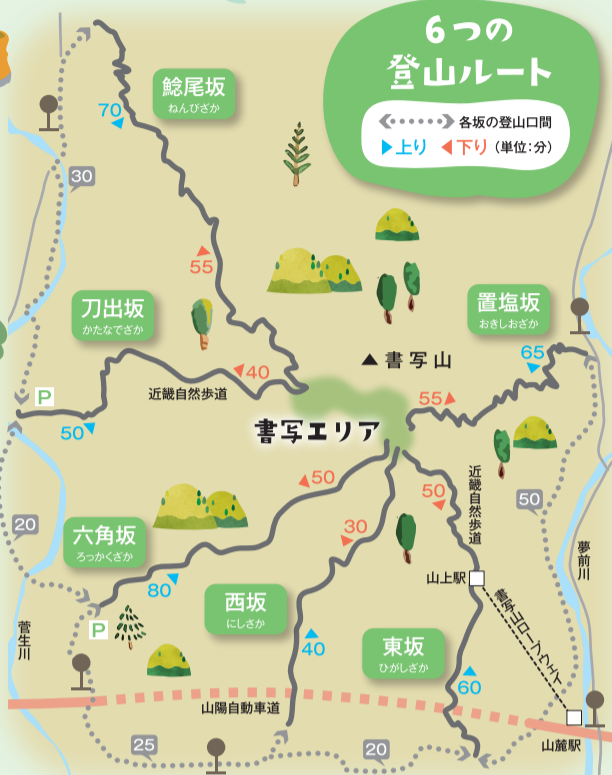 6つの
登山ルート
各坂の登山口間
上り 下り (単位:分)
鯰尾坂
ねんびざか
70
30
55
刀出坂
かたなでざか
置塩坂
おきしおざか
65
書写山
40
近畿自然歩道
P
50
55
書写エリア
50
50
近畿自然歩道
50
20
六角坂
ろっかくざか
30
夢前川
80
山上駅
西坂
にしさか
書写山ロープウェイ
P
菅生川
40
東坂
ひがしざか
60
山陽自動車道
山麓駅
25
20